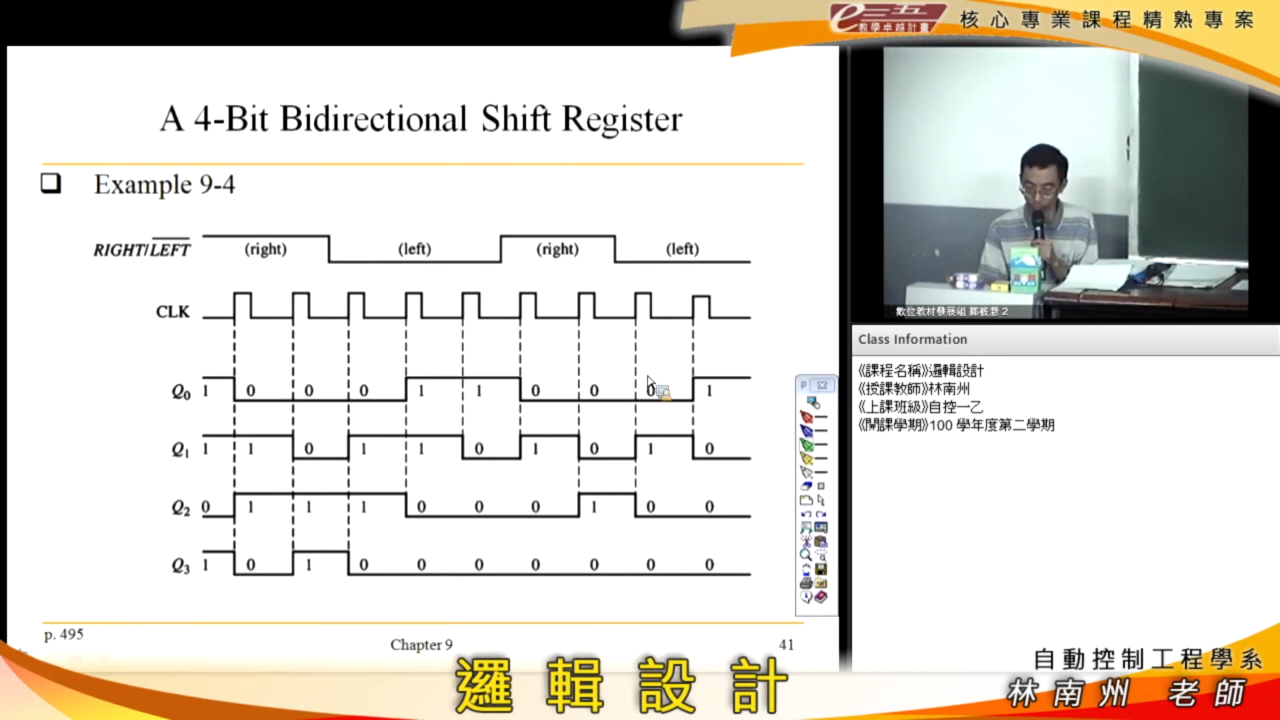 e三五
教學卓越計畫
核心專業課程精熟專案
A 4-Bit Bidirectional Shift Register
Example 9-4
RIGHT/LEFT (right) (left) (right) (left)
CLK
Q0 1 0 0 0 1 1 0 0 0 1
Q1 1 1 0 1 1 0 1 0 1 0
Q2 0 1 1 1 0 0 0 1 0 0
Q3 1 0 1 0 0 0 0 0 0 0
p. 495
Chapter 9
41
數位教材發展組
2
Class Information
《課程名稱》邏輯設計
《授課教師》林南州
《上課班級》自控一乙
《開課學期》100 學年度第二學期
P
邏輯設計
自動控制工程學系
林南州 老師